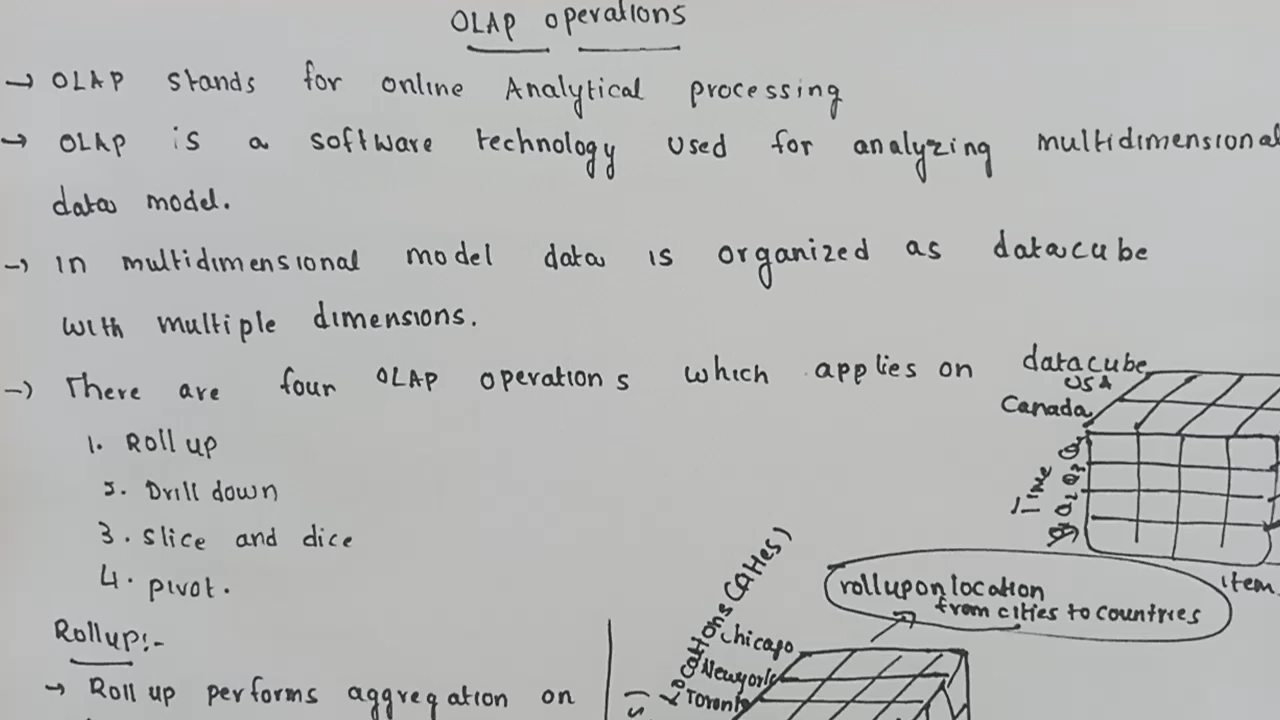 OLAP operations
→ OLAP stands for online Analytical processing
→ OLAP is a software technology used for analyzing multidimensional
data model.
→ In multidimensional model data is organized as datacube
with multiple dimensions.
→ There are four OLAP operations which applies on datacube
USA
Canada
1. Roll up
2. Drill down
3. slice and dice
4. pivot.
Time
item
rollup on location
from cities to countries
Locations (cities)
Chicago
Newyork
Toronto
Rollup:-
→ Roll up performs aggregation on